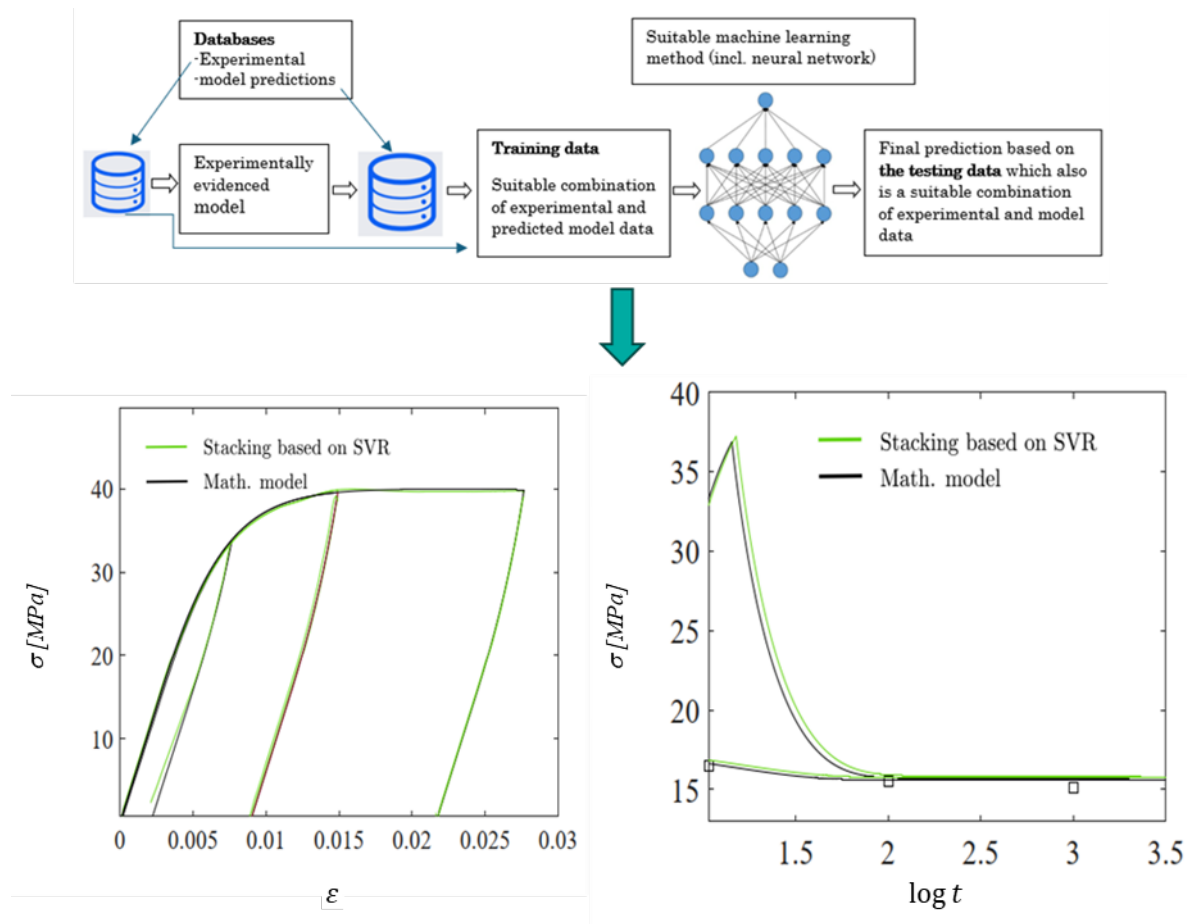 Databases
-Experimental
-model predictions
Suitable machine learning
method (incl. neural network)
Experimentally
evidenced
model
Training data
Suitable combination
of experimental and
predicted model data
Final prediction based on
the testing data which also
is a suitable combination
of experimental and model
data
Stacking based on SVR
Math. model
40
30
20
10
σ [MPa]
0 0.005 0.01 0.015 0.02 0.025 0.03
ε
Stacking based on SVR
Math. model
40
35
30
25
20
15
σ [MPa]
1.5 2 2.5 3 3.5
log t